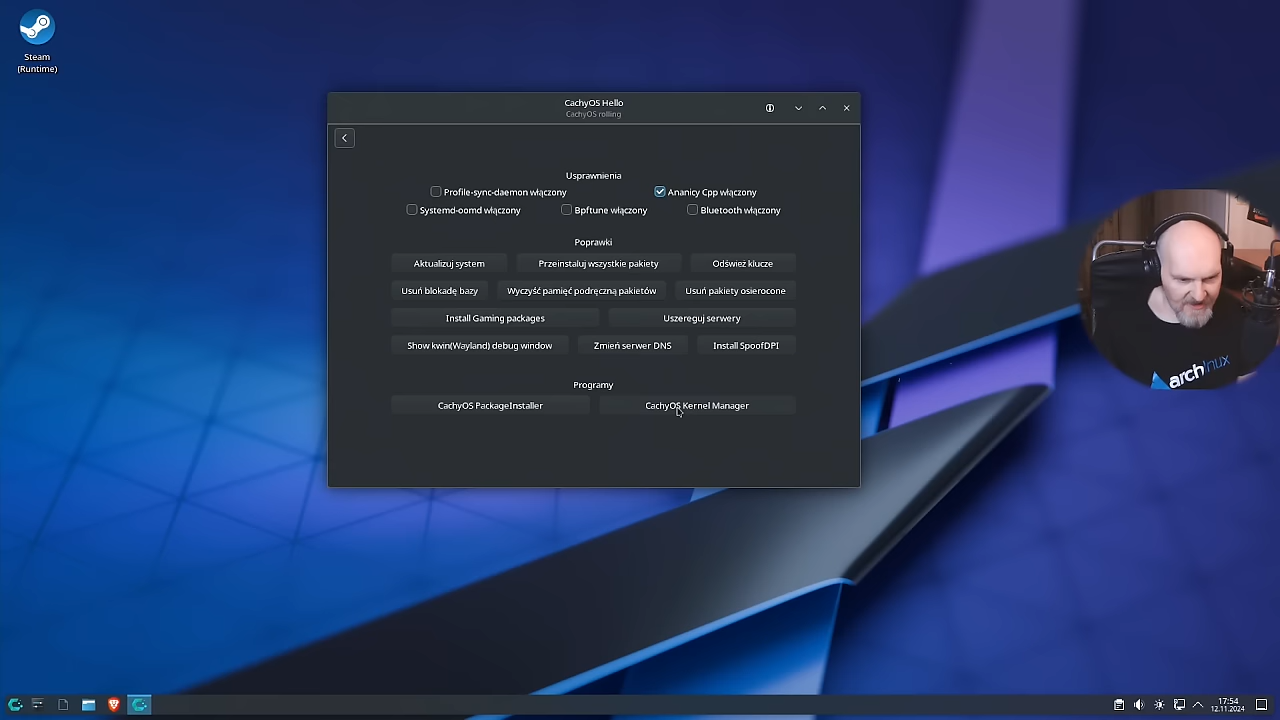 Steam
(Runtime)
CachyOS Hello
CachyOS rolling
Usprawnienia
Profile-sync-daemon włączony
Ananicy Cpp włączony
Systemd-oomd włączony
Bpftune włączony
Bluetooth włączony
Poprawki
Aktualizuj system
Przeinstaluj wszystkie pakiety
Odśwież klucze
Usuń blokadę bazy
Wyczyść pamięć podręczną pakietów
Usuń pakiety osierocone
Install Gaming packages
Uszereguj serwery
Show kwin(Wayland) debug window
Zmień serwer DNS
Install SpoofDPI
Programy
CachyOS PackageInstaller
CachyOS Kernel Manager
archlinux
17:54
12.11.2024